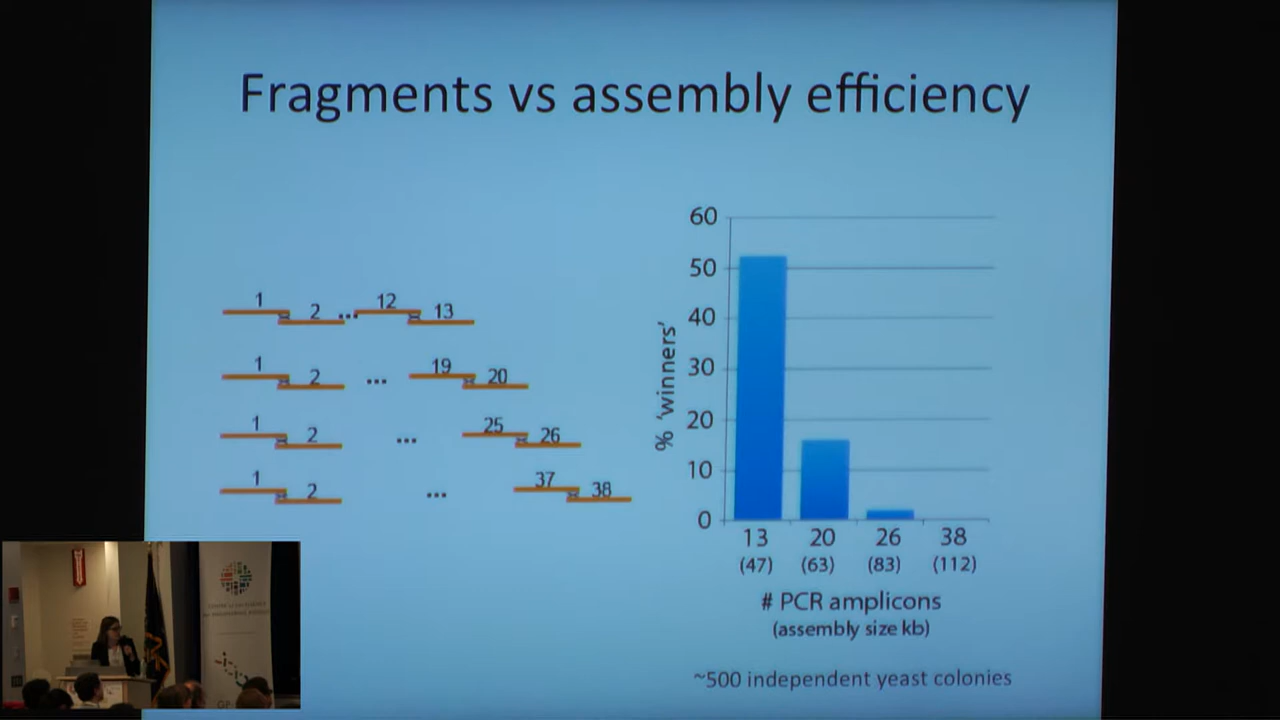 Fragments vs assembly efficiency
1 2 ... 12 13
1 2 ... 19 20
1 2 ... 25 26
1 2 ... 37 38
% 'winners'
60
50
40
30
20
10
0
13 20 26 38
(47) (63) (83) (112)
# PCR amplicons
(assembly size kb)
~500 independent yeast colonies